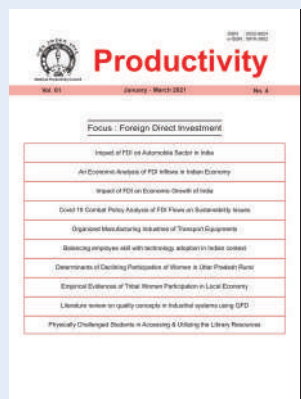 Productivity
Vol. 61 January - March 2021 No. 4
Focus : Foreign Direct Investment
Impact of FDI on Automobile Sector in India
An Economic Analysis of FDI Inflows in Indian Economy
Impact of FDI on Economic Growth of India
Covid 19 Combat Policy Analysis of FDI Flows on Sustainability Issues
Organized Manufacturing Industries of Transport Equipments
Balancing employee skill with technology adoption in Indian context
Determinants of Declining Participation of Women in Uttar Pradesh Rural
Empirical Evidences of Tribal Women Participation in Local Economy
Literature review on quality concepts in Industrial systems using QFD
Physically Challenged Students in Accessing & Utilizing the Library Resources